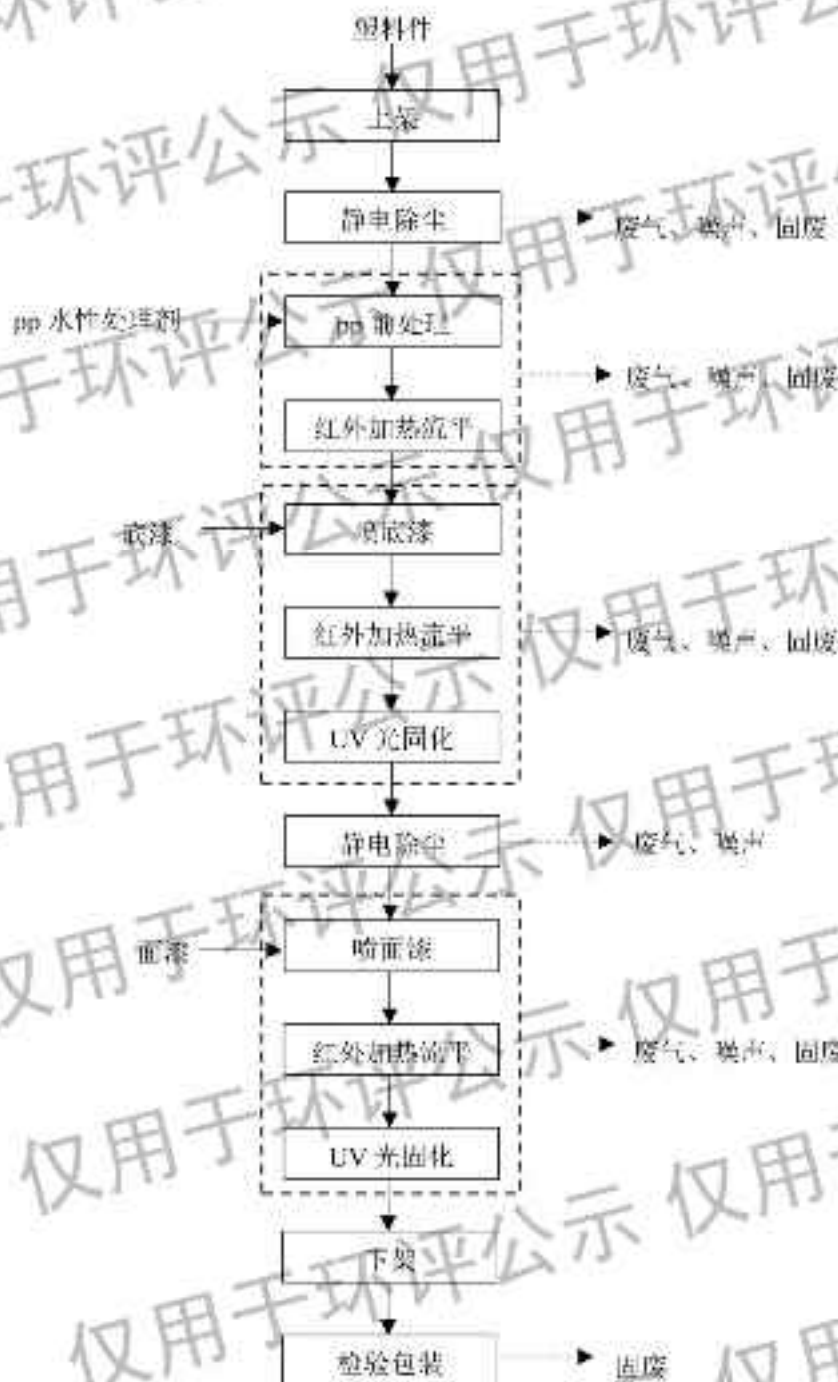 塑料件
上架
静电除尘
废气、噪声、固废
pp 水性处理剂
pp 前处理
废气、噪声、固废
红外加热流平
底漆
喷底漆
红外加热流平
废气、噪声、固废
UV 光固化
静电除尘
废气、噪声
面漆
喷面漆
红外加热流平
废气、噪声、固废
UV 光固化
下架
检验包装
固废
仅用于环评公示